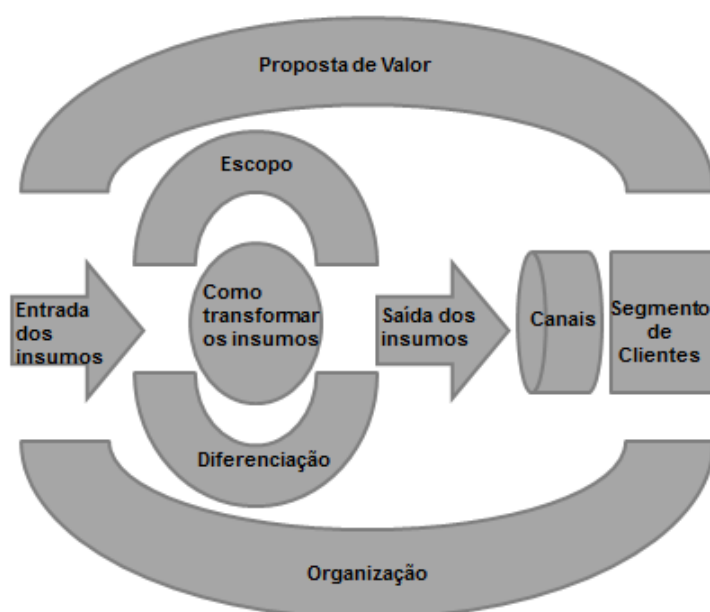 Proposta de Valor
Escopo
Entrada
dos
insumos
Como
transformar
os insumos
Saída dos
insumos
Canais
Segmento
de
Clientes
Diferenciação
Organização